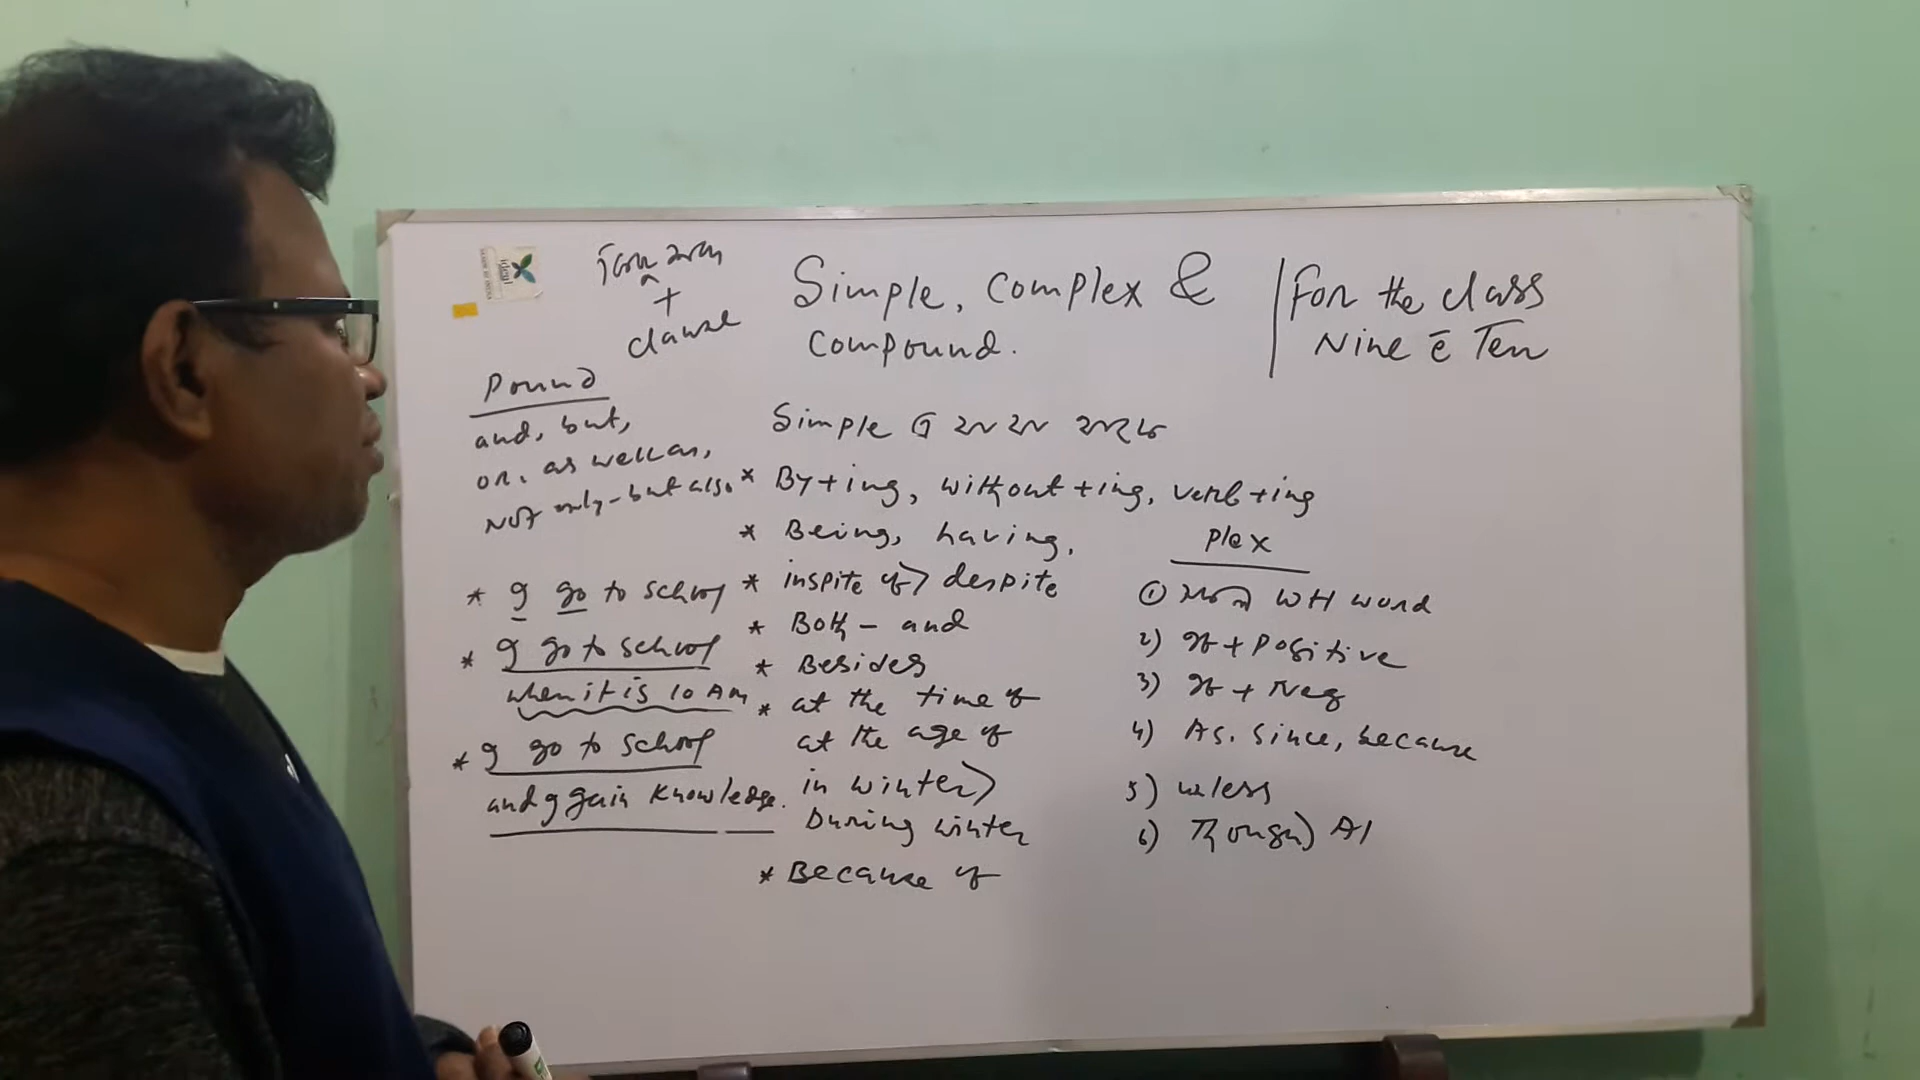 +
clause
Simple, Complex &
Compound.
For the class
Nine ē Ten
Pound
and, but,
or, as well as,
Not only - but also
* I go to school
* I go to school
when it is 10 AM
* I go to school
and I gain knowledge.
Simple এ
* By+ing, without +ing, verb +ing
* Being, having,
* inspite of > despite
* Both - and
* Besides
* at the time of
at the age of
in winter >
During winter
* Because of
Plex
① WH word
2) If + Positive
3) If + Neg
4) As, Since, because
5) unless
6) Though) Al